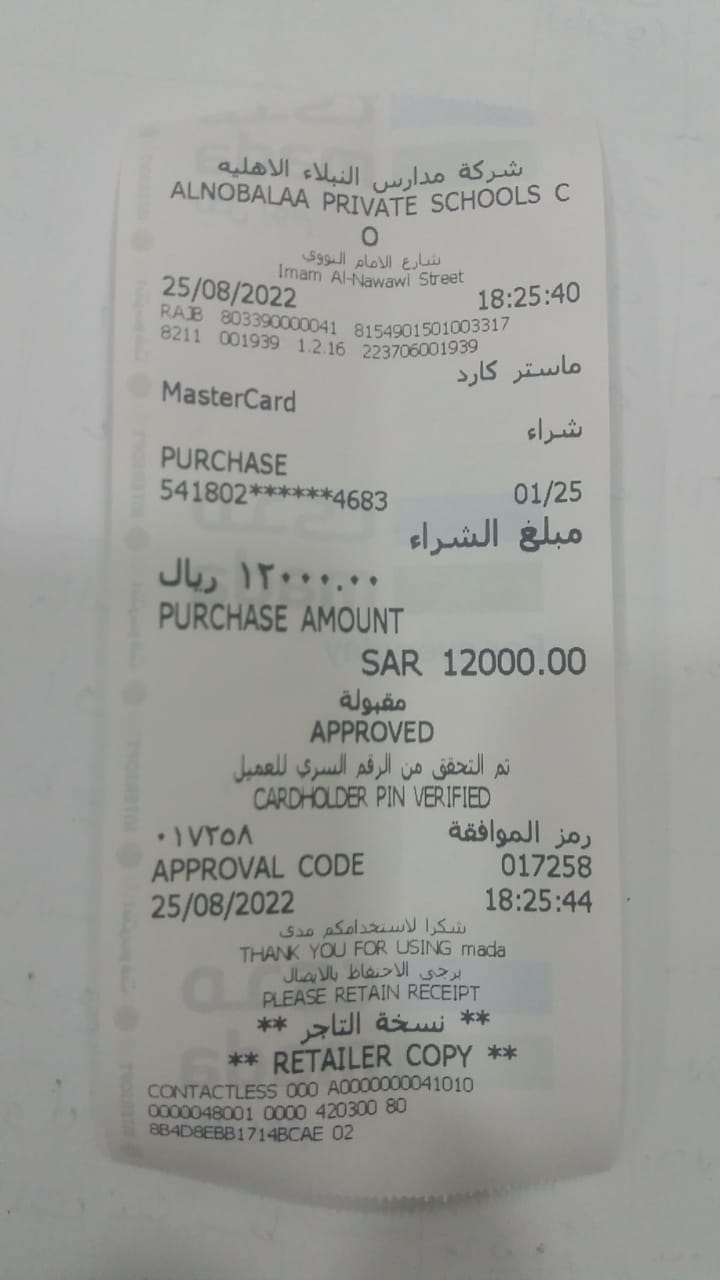 شركة مدارس النبلاء الاهليه
ALNOBALAA PRIVATE SCHOOLS C
O
شارع الامام النووي
Imam Al-Nawawi Street
25/08/2022 18:25:40
RAJB 803390000041 8154901501003317
8211 001939 1.2.16 223706001939
ماستر كارد
MasterCard
شراء
PURCHASE
541802******4683 01/25
مبلغ الشراء
١٢٠٠٠.٠٠ ريال
PURCHASE AMOUNT
SAR 12000.00
مقبولة
APPROVED
تم التحقق من الرقم السري للعميل
CARDHOLDER PIN VERIFIED
رمز الموافقة ٠١٧٢٥٨
APPROVAL CODE 017258
25/08/2022 18:25:44
شكرا لاستخدامكم مدى
THANK YOU FOR USING mada
يرجى الاحتفاظ بالايصال
PLEASE RETAIN RECEIPT
** نسخة التاجر **
** RETAILER COPY **
CONTACTLESS 000 A0000000041010
0000048001 0000 420300 80
8B4D8EBB1714BCAE 02